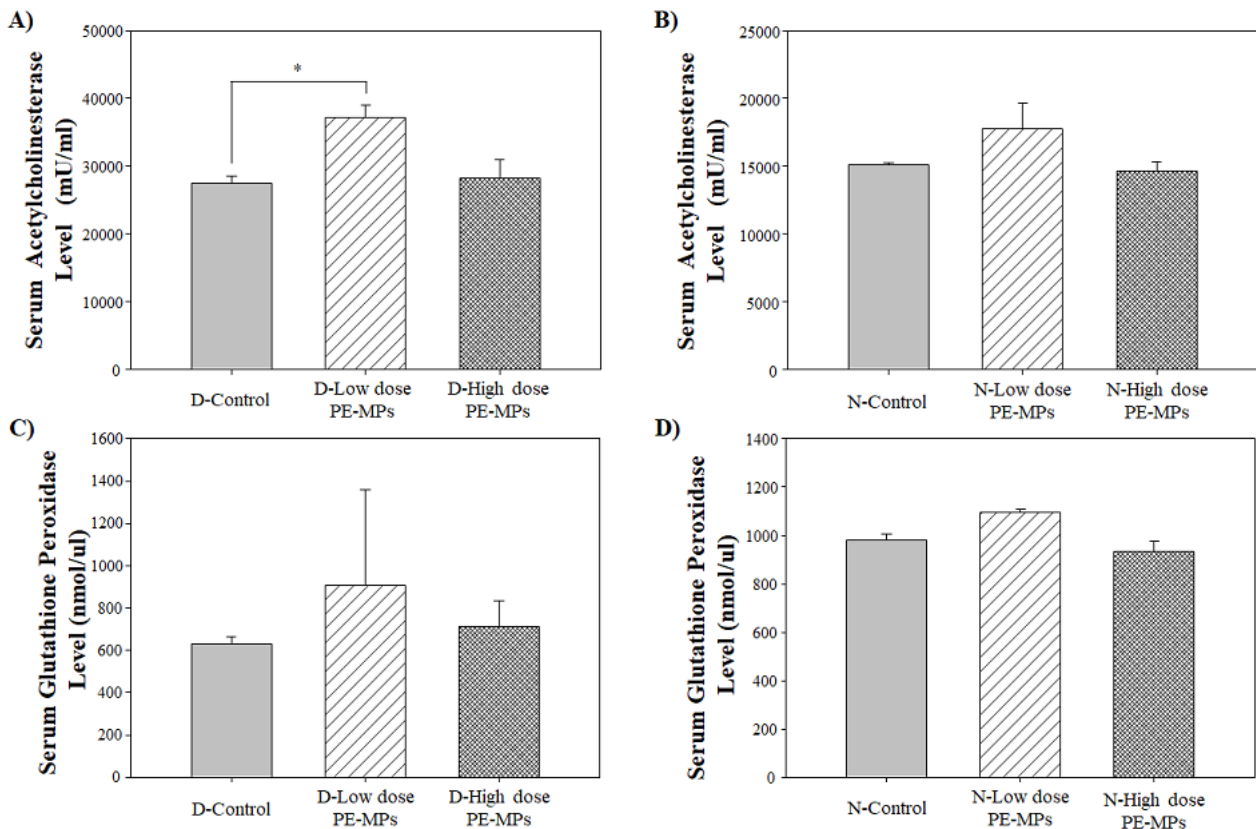 A)
Serum Acetylcholinesterase
Level (mU/ml)
50000
40000
30000
20000
10000
0
*
D-Control
D-Low dose
PE-MPs
D-High dose
PE-MPs
B)
Serum Acetylcholinesterase
Level (mU/ml)
25000
20000
15000
10000
5000
0
N-Control
N-Low dose
PE-MPs
N-High dose
PE-MPs
C)
Serum Glutathione Peroxidase
Level (nmol/ul)
1600
1400
1200
1000
800
600
400
200
0
D-Control
D-Low dose
PE-MPs
D-High dose
PE-MPs
D)
Serum Glutathione Peroxidase
Level (nmol/ul)
1400
1200
1000
800
600
400
200
0
N-Control
N-Low dose
PE-MPs
N-High dose
PE-MPs